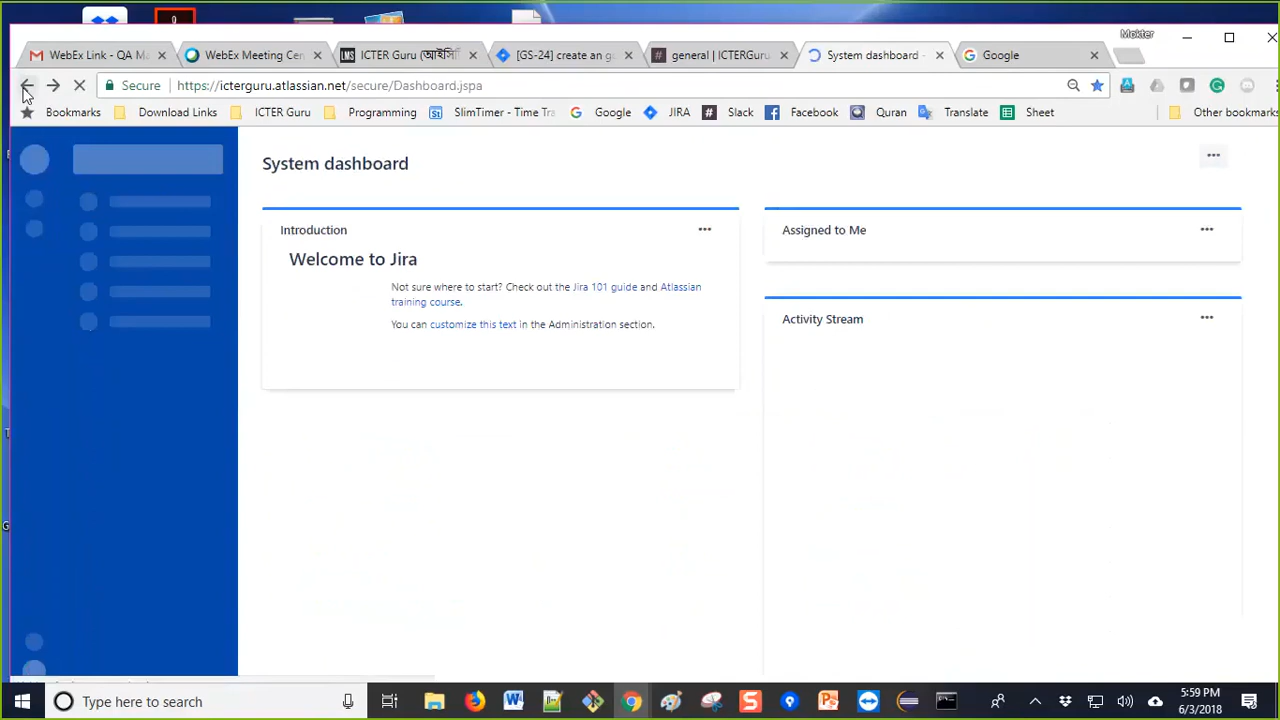 Mokter
WebEx Link - QA Ma
WebEx Meeting Cen
ICTER Guru (আইসিটি
[GS-24] create an g
general | ICTERGuru
System dashboard -
Google
Secure
https://icterguru.atlassian.net/secure/Dashboard.jspa
Bookmarks
Download Links
ICTER Guru
Programming
SlimTimer - Time Tra
Google
JIRA
Slack
Facebook
Quran
Translate
Sheet
Other bookmarks
System dashboard
Introduction
Welcome to Jira
Not sure where to start? Check out the Jira 101 guide and Atlassian
training course.
You can customize this text in the Administration section.
Assigned to Me
Activity Stream
Type here to search
5:59 PM
6/3/2018